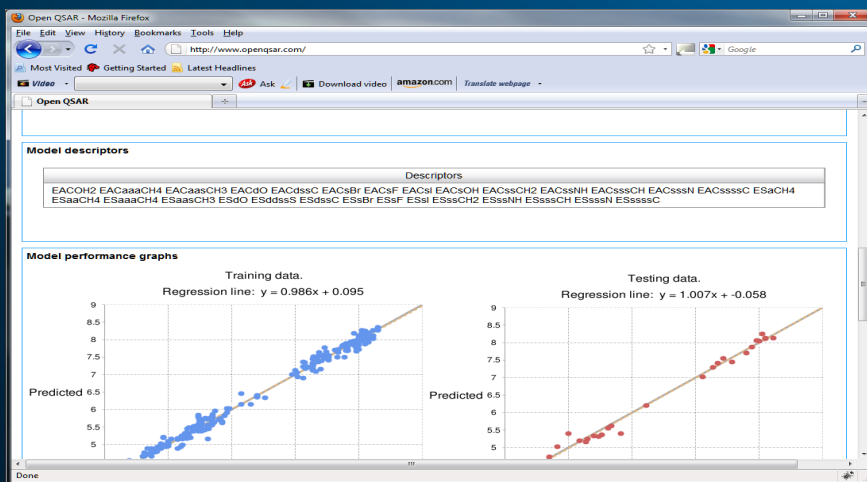 Open QSAR - Mozilla Firefox
File Edit View History Bookmarks Tools Help
http://www.openqsar.com/
Google
Most Visited Getting Started Latest Headlines
Video Ask Ask Download video amazon.com Translate webpage
Open QSAR
Model descriptors
Descriptors
EACOH2 EACaaaCH4 EACaasCH3 EACdO EACdssC EACsBr EACsF EACsI EACsOH EACssCH2 EACssNH EACsssCH EACsssN EACssssC ESaCH4
ESaaCH4 ESaaaCH4 ESaasCH3 ESdO ESddssS ESdssC ESsBr ESsF ESsI ESssCH2 ESssNH ESsssCH ESsssN ESssssC
Model performance graphs
Training data.
Regression line: y = 0.986x + 0.095
9
8.5
8
7.5
7
Predicted 6.5
6
5.5
5
Testing data.
Regression line: y = 1.007x + -0.058
9
8.5
8
7.5
7
Predicted 6.5
6
5.5
5
Done